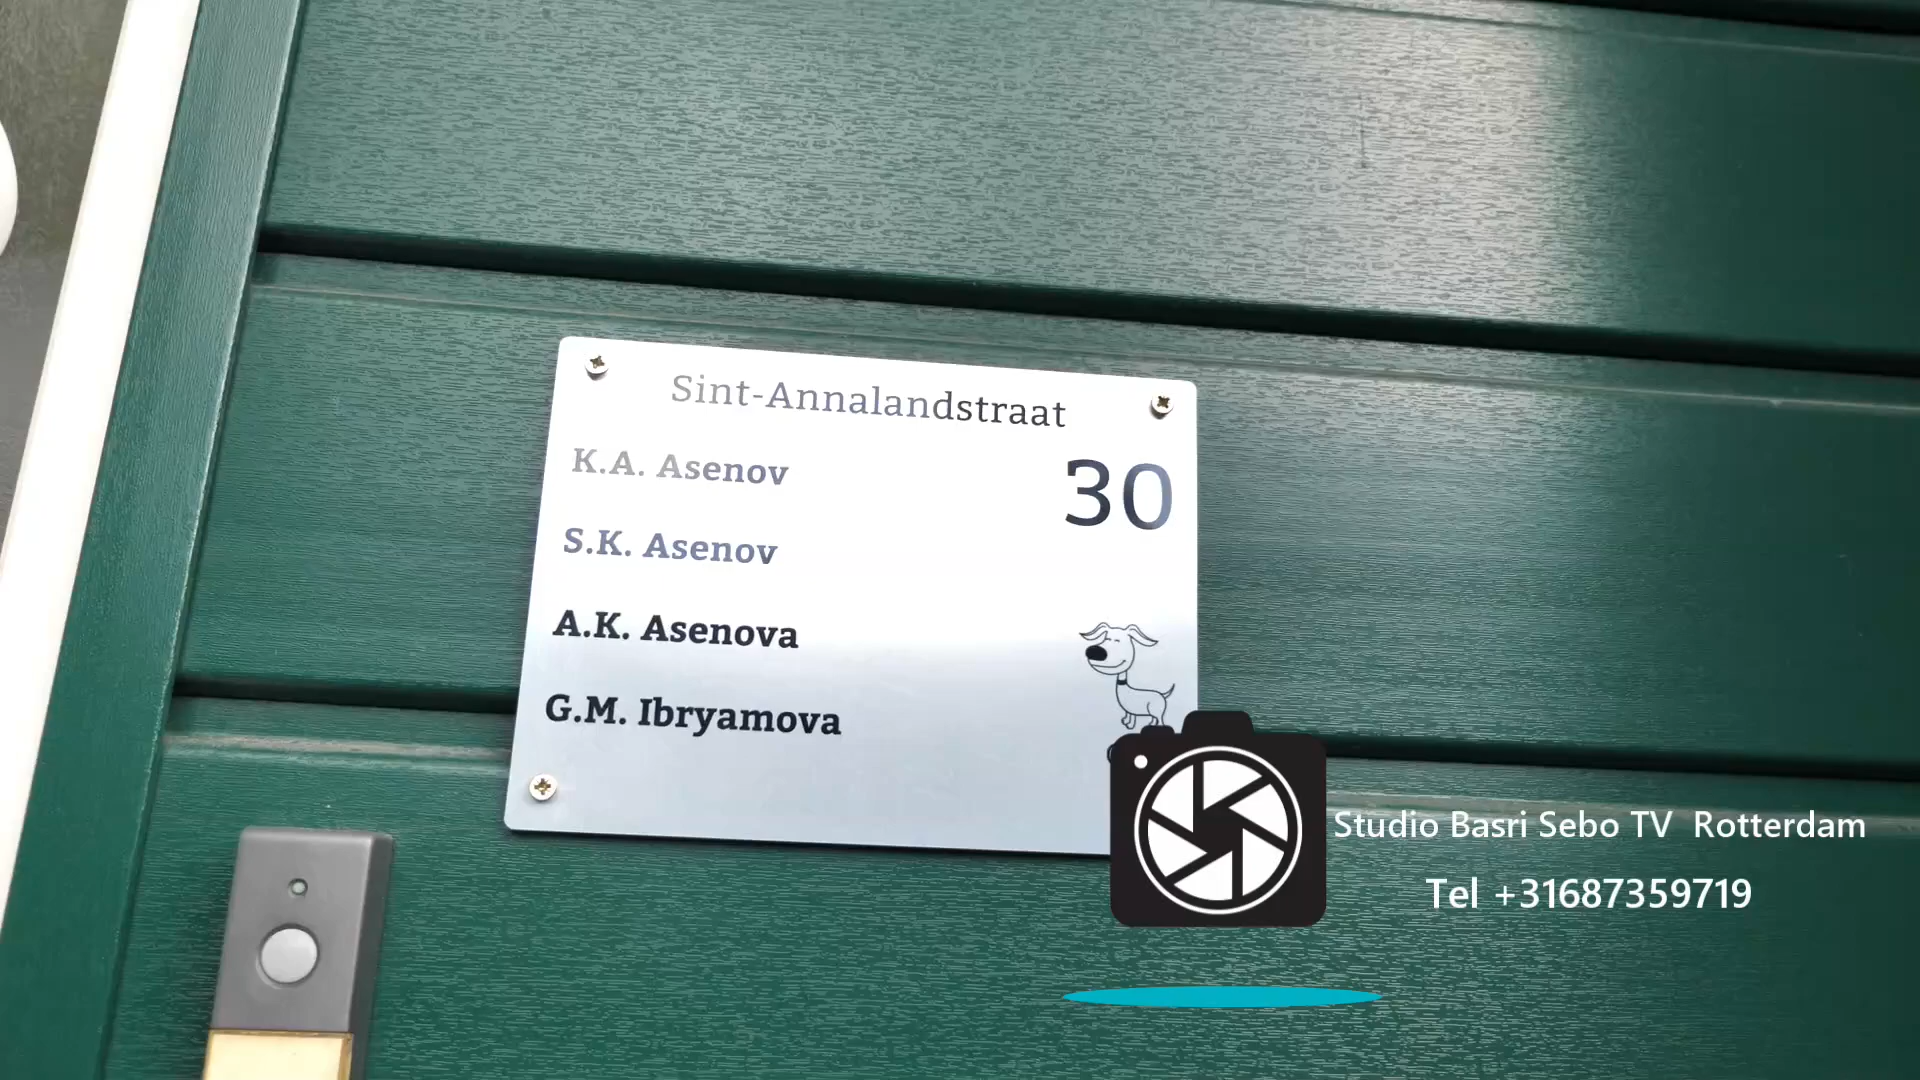 Sint-Annalandstraat
K.A. Asenov
30
S.K. Asenov
A.K. Asenova
G.M. Ibryamova
Studio Basri Sebo TV Rotterdam
Tel +31687359719